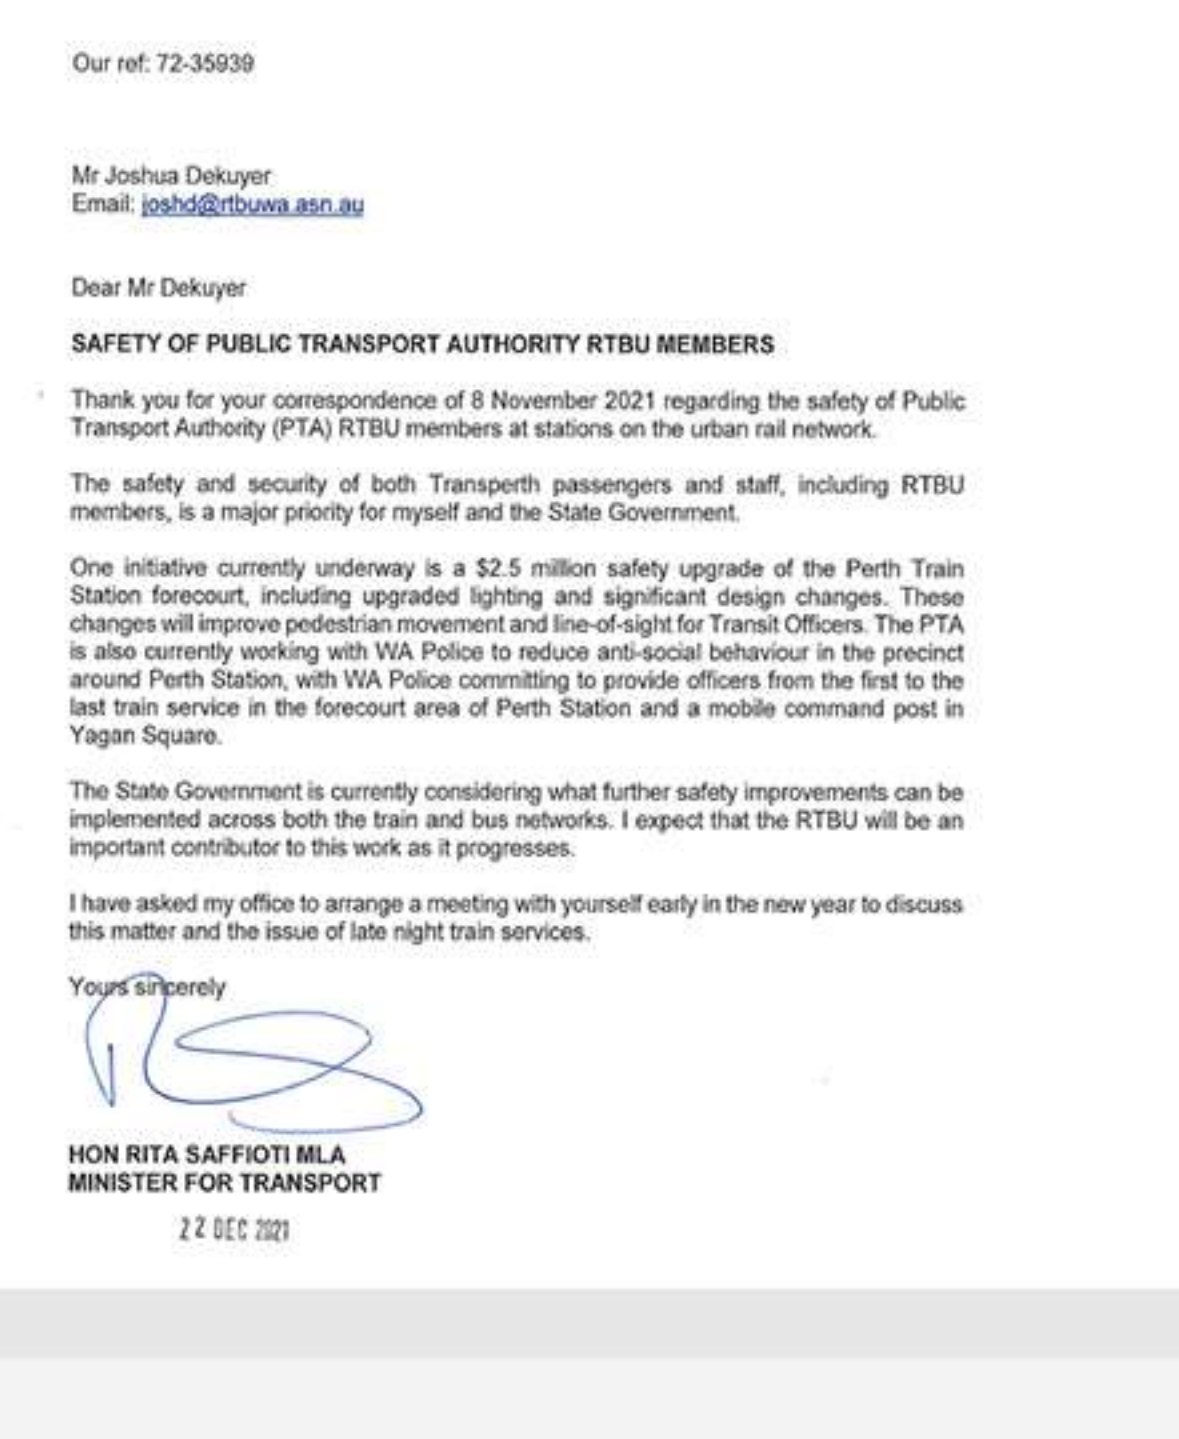 Our ref: 72-35939
Mr Joshua Dekuyer
Email: joshd@rtbuwa.asn.au
Dear Mr Dekuyer
SAFETY OF PUBLIC TRANSPORT AUTHORITY RTBU MEMBERS
Thank you for your correspondence of 8 November 2021 regarding the safety of Public
Transport Authority (PTA) RTBU members at stations on the urban rail network.
The safety and security of both Transperth passengers and staff, including RTBU
members, is a major priority for myself and the State Government.
One initiative currently underway is a $2.5 million safety upgrade of the Perth Train
Station forecourt, including upgraded lighting and significant design changes. These
changes will improve pedestrian movement and line-of-sight for Transit Officers. The PTA
is also currently working with WA Police to reduce anti-social behaviour in the precinct
around Perth Station, with WA Police committing to provide officers from the first to the
last train service in the forecourt area of Perth Station and a mobile command post in
Yagan Square.
The State Government is currently considering what further safety improvements can be
implemented across both the train and bus networks. I expect that the RTBU will be an
important contributor to this work as it progresses.
I have asked my office to arrange a meeting with yourself early in the new year to discuss
this matter and the issue of late night train services.
Yours sincerely
HON RITA SAFFIOTI MLA
MINISTER FOR TRANSPORT
22 DEC 2021